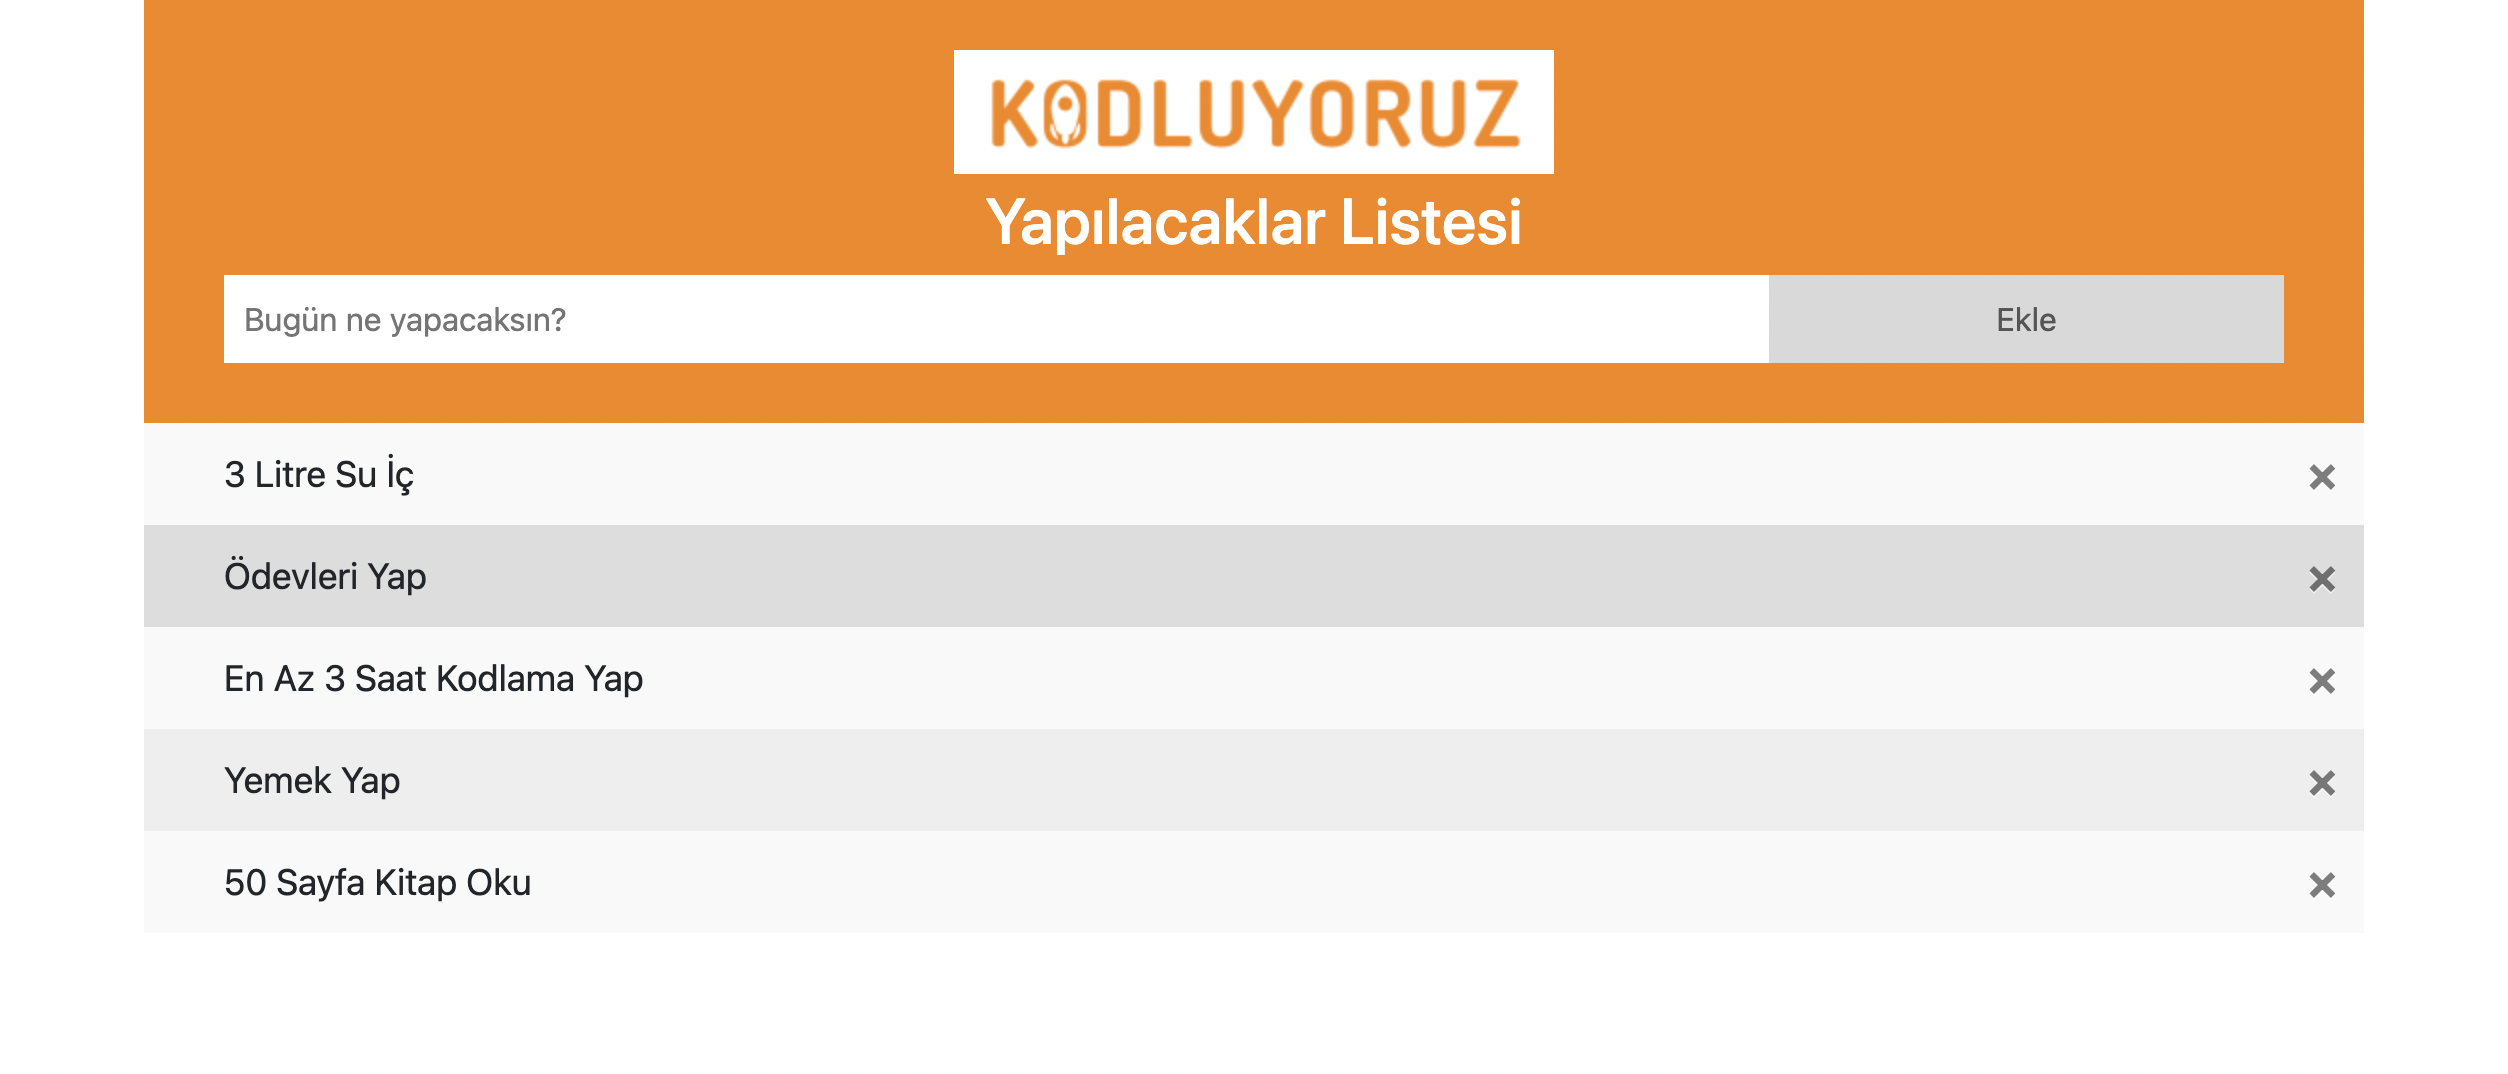 KODLUYORUZ
Yapılacaklar Listesi
Bugün ne yapacaksın?
Ekle
3 Litre Su İç
Ödevleri Yap
En Az 3 Saat Kodlama Yap
Yemek Yap
50 Sayfa Kitap Oku